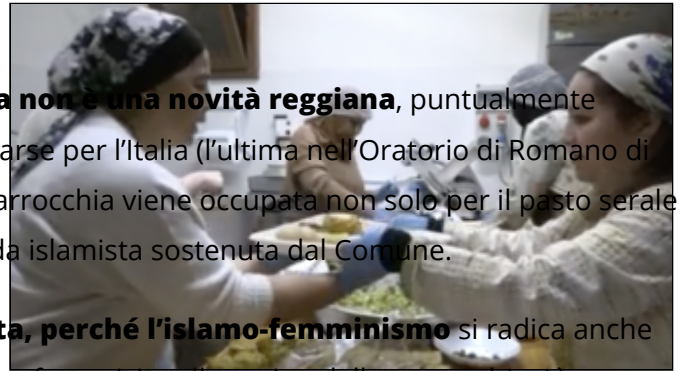 a non è una novità reggiana, puntualmente
arse per l’Italia (l’ultima nell’Oratorio di Romano di
arrocchia viene occupata non solo per il pasto serale
da islamista sostenuta dal Comune.
ta, perché l’islamo-femminismo si radica anche